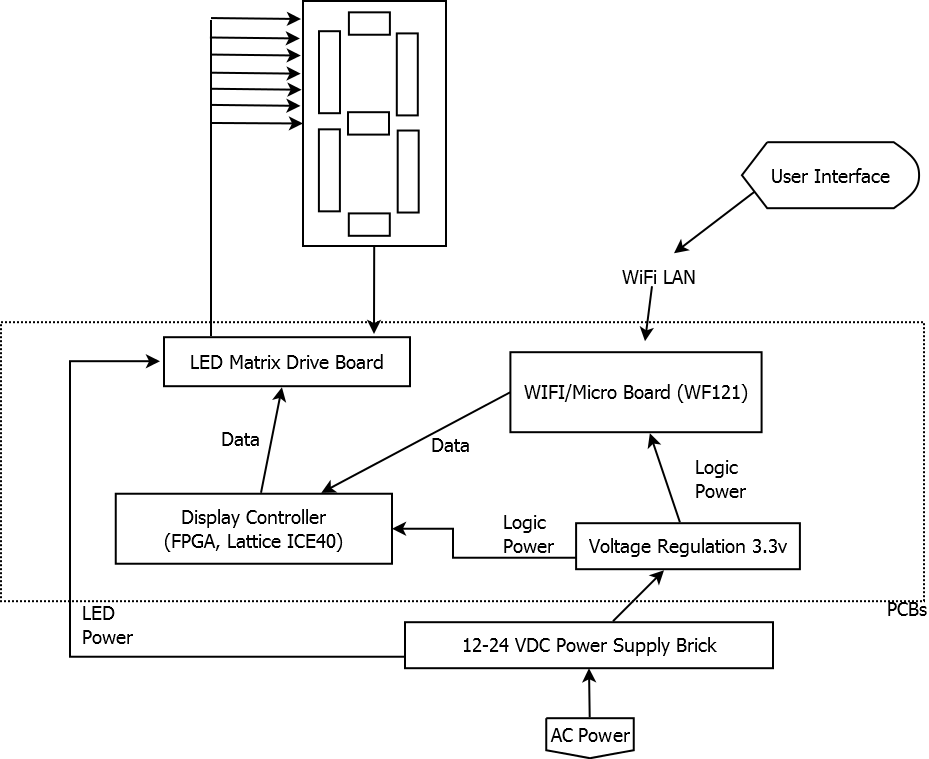 User Interface
WiFi LAN
LED Matrix Drive Board
WIFI/Micro Board (WF121)
Data
Data
Logic
Power
Display Controller
(FPGA, Lattice ICE40)
Logic
Power
Voltage Regulation 3.3v
PCBs
LED
Power
12-24 VDC Power Supply Brick
AC Power